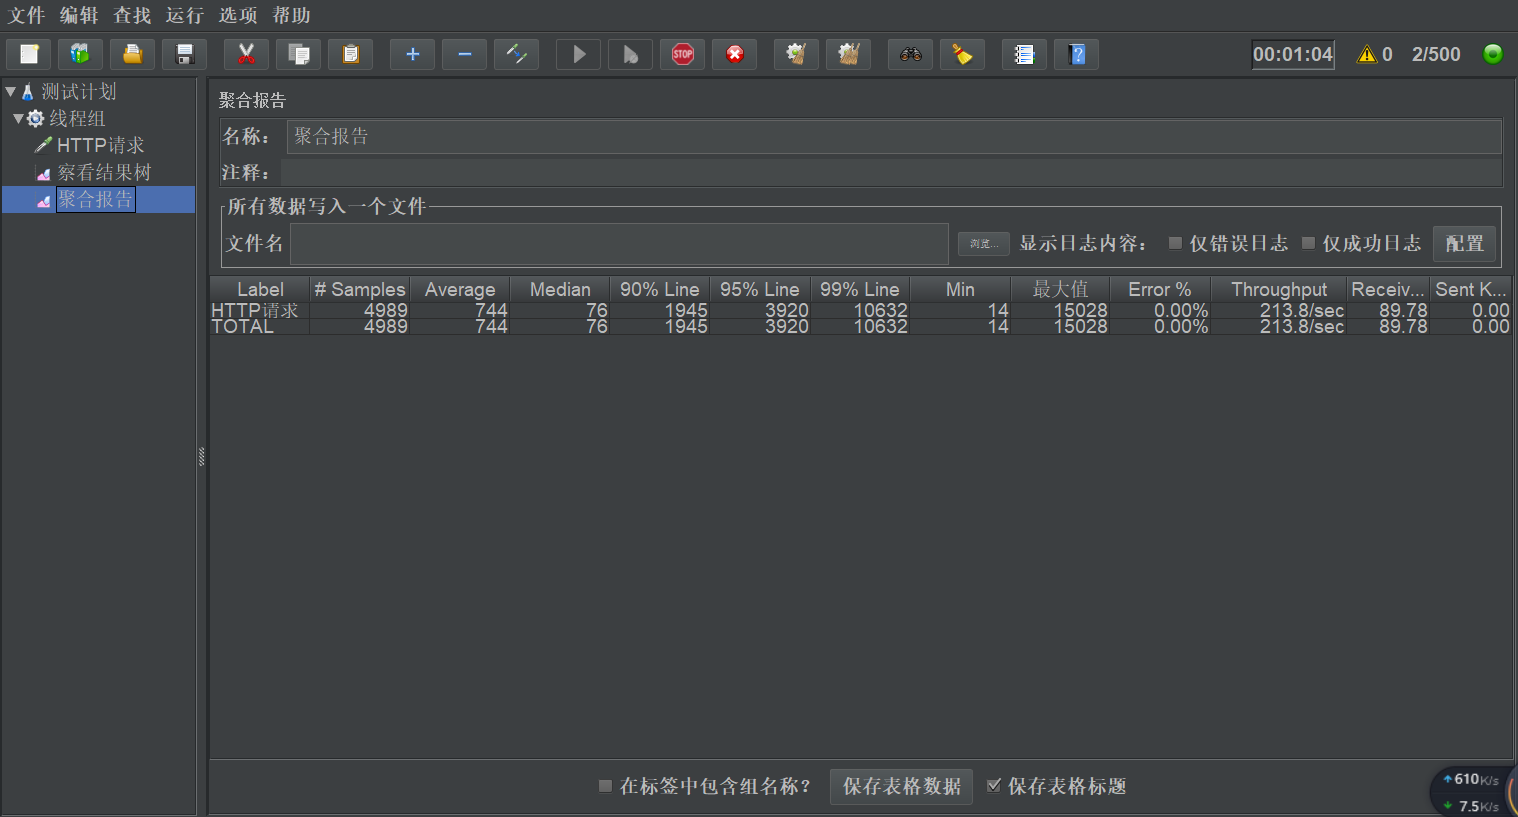 文件 编辑 查找 运行 选项 帮助
STOP 00:01:04 0 2/500
测试计划
线程组
HTTP请求
察看结果树
聚合报告
聚合报告
名称： 聚合报告
注释：
所有数据写入一个文件
文件名 浏览... 显示日志内容： 仅错误日志 仅成功日志 配置
Label # Samples Average Median 90% Line 95% Line 99% Line Min 最大值 Error % Throughput Receiv... Sent K...
HTTP请求 4989 744 76 1945 3920 10632 14 15028 0.00% 213.8/sec 89.78 0.00
TOTAL 4989 744 76 1945 3920 10632 14 15028 0.00% 213.8/sec 89.78 0.00
在标签中包含组名称？ 保存表格数据 保存表格标题
610K/s
7.5K/s